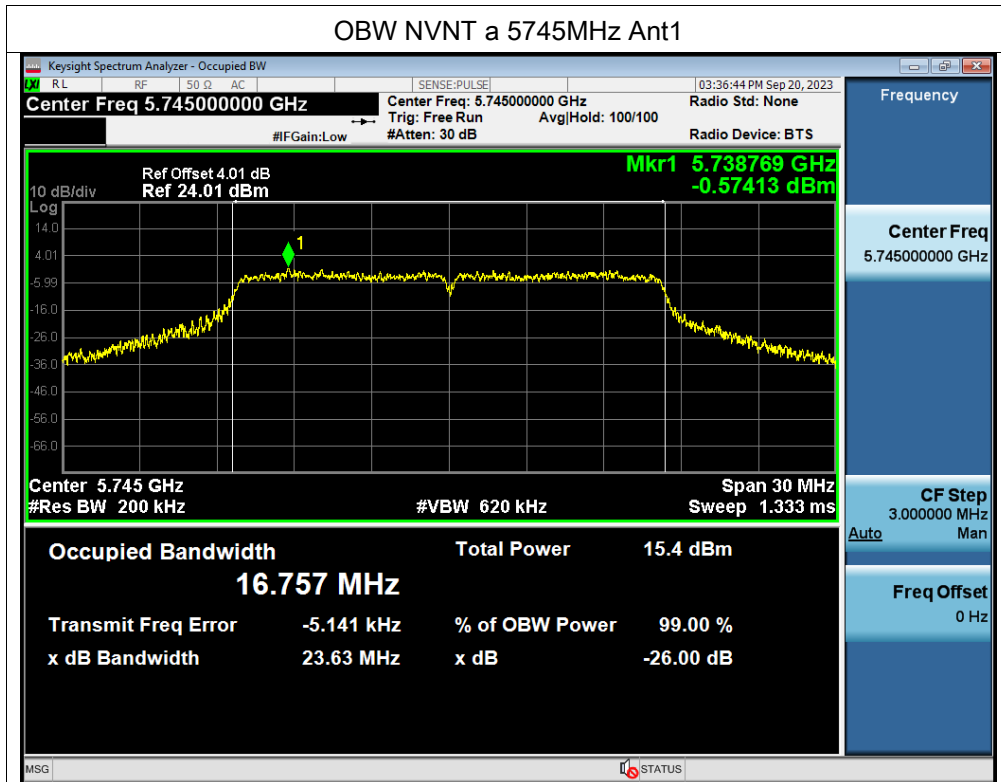 OBW NVNT a 5745MHz Ant1
Keysight Spectrum Analyzer - Occupied BW
LXI RL RF 50 Ω AC SENSE:PULSE 03:36:44 PM Sep 20, 2023
Center Freq 5.745000000 GHz Center Freq: 5.745000000 GHz Radio Std: None
Trig: Free Run Avg|Hold: 100/100
#IFGain:Low #Atten: 30 dB Radio Device: BTS
Frequency
Mkr1 5.738769 GHz
-0.57413 dBm
Ref Offset 4.01 dB
10 dB/div Ref 24.01 dBm
Log
14.0
1
4.01
-5.99
-16.0
-26.0
-36.0
-46.0
-56.0
-66.0
Center 5.745 GHz Span 30 MHz
#Res BW 200 kHz #VBW 620 kHz Sweep 1.333 ms
Center Freq
5.745000000 GHz
CF Step
3.000000 MHz
Auto Man
Freq Offset
0 Hz
Occupied Bandwidth Total Power 15.4 dBm
16.757 MHz
Transmit Freq Error -5.141 kHz % of OBW Power 99.00 %
x dB Bandwidth 23.63 MHz x dB -26.00 dB
MSG STATUS